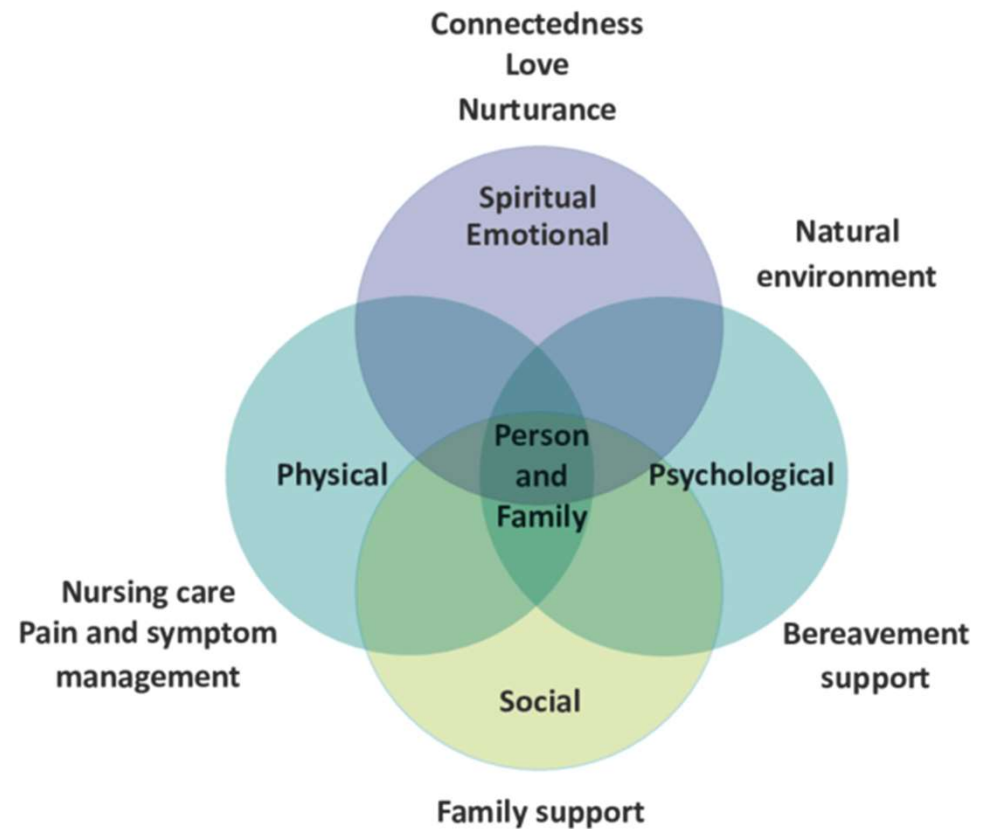 Connectedness
Love
Nurturance
Spiritual
Emotional
Natural
environment
Person
and
Family
Physical
Psychological
Nursing care
Pain and symptom
management
Bereavement
support
Social
Family support